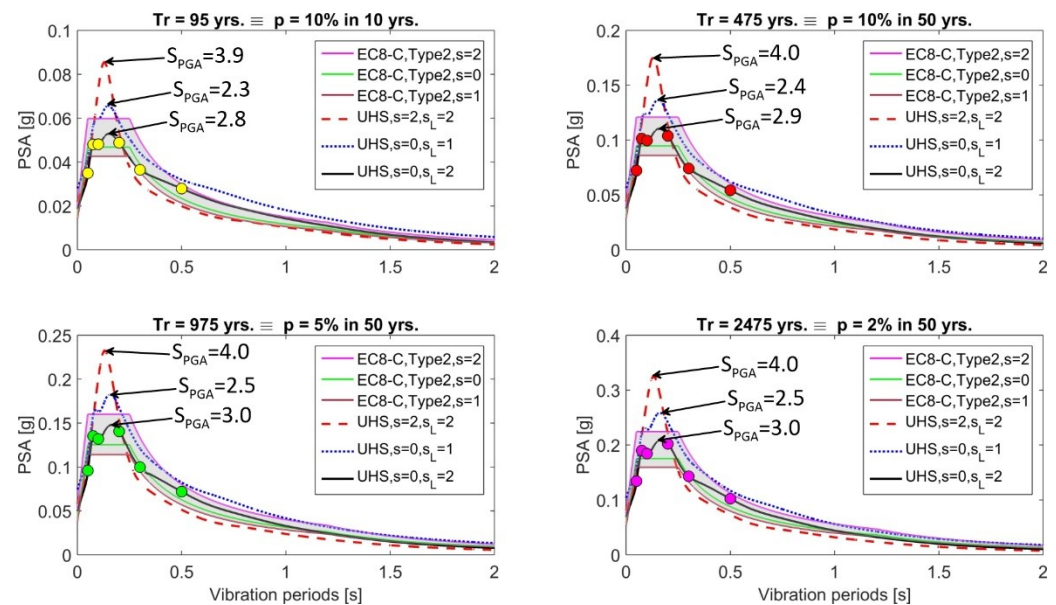 Tr = 95 yrs. ≡ p = 10% in 10 yrs.
0.1
0.08
0.06
0.04
0.02
0
PSA [g]
S_PGA=3.9
S_PGA=2.3
S_PGA=2.8
EC8-C,Type2,s=2
EC8-C,Type2,s=0
EC8-C,Type2,s=1
UHS,s=2,s_L=2
UHS,s=0,s_L=1
UHS,s=0,s_L=2
0 0.5 1 1.5 2
Tr = 475 yrs. ≡ p = 10% in 50 yrs.
0.2
0.15
0.1
0.05
0
PSA [g]
S_PGA=4.0
S_PGA=2.4
S_PGA=2.9
EC8-C,Type2,s=2
EC8-C,Type2,s=0
EC8-C,Type2,s=1
UHS,s=2,s_L=2
UHS,s=0,s_L=1
UHS,s=0,s_L=2
0 0.5 1 1.5 2
Tr = 975 yrs. ≡ p = 5% in 50 yrs.
0.25
0.2
0.15
0.1
0.05
0
PSA [g]
S_PGA=4.0
S_PGA=2.5
S_PGA=3.0
EC8-C,Type2,s=2
EC8-C,Type2,s=0
EC8-C,Type2,s=1
UHS,s=2,s_L=2
UHS,s=0,s_L=1
UHS,s=0,s_L=2
0 0.5 1 1.5 2
Vibration periods [s]
Tr = 2475 yrs. ≡ p = 2% in 50 yrs.
0.4
0.3
0.2
0.1
0
PSA [g]
S_PGA=4.0
S_PGA=2.5
S_PGA=3.0
EC8-C,Type2,s=2
EC8-C,Type2,s=0
EC8-C,Type2,s=1
UHS,s=2,s_L=2
UHS,s=0,s_L=1
UHS,s=0,s_L=2
0 0.5 1 1.5 2
Vibration periods [s]